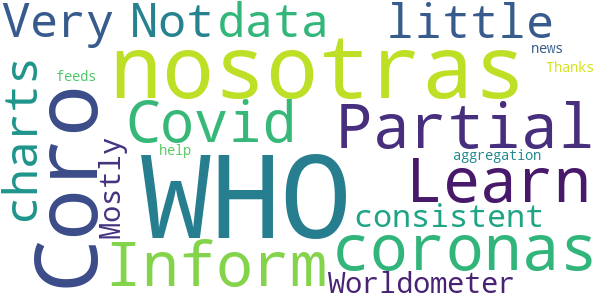 Very Not data little
nosotras
news
Thanks
feeds
charts
Coro
Covid
Partial
Mostly
help
WHO
aggregation
Learn
consistent
Inform
coronas
Worldometer